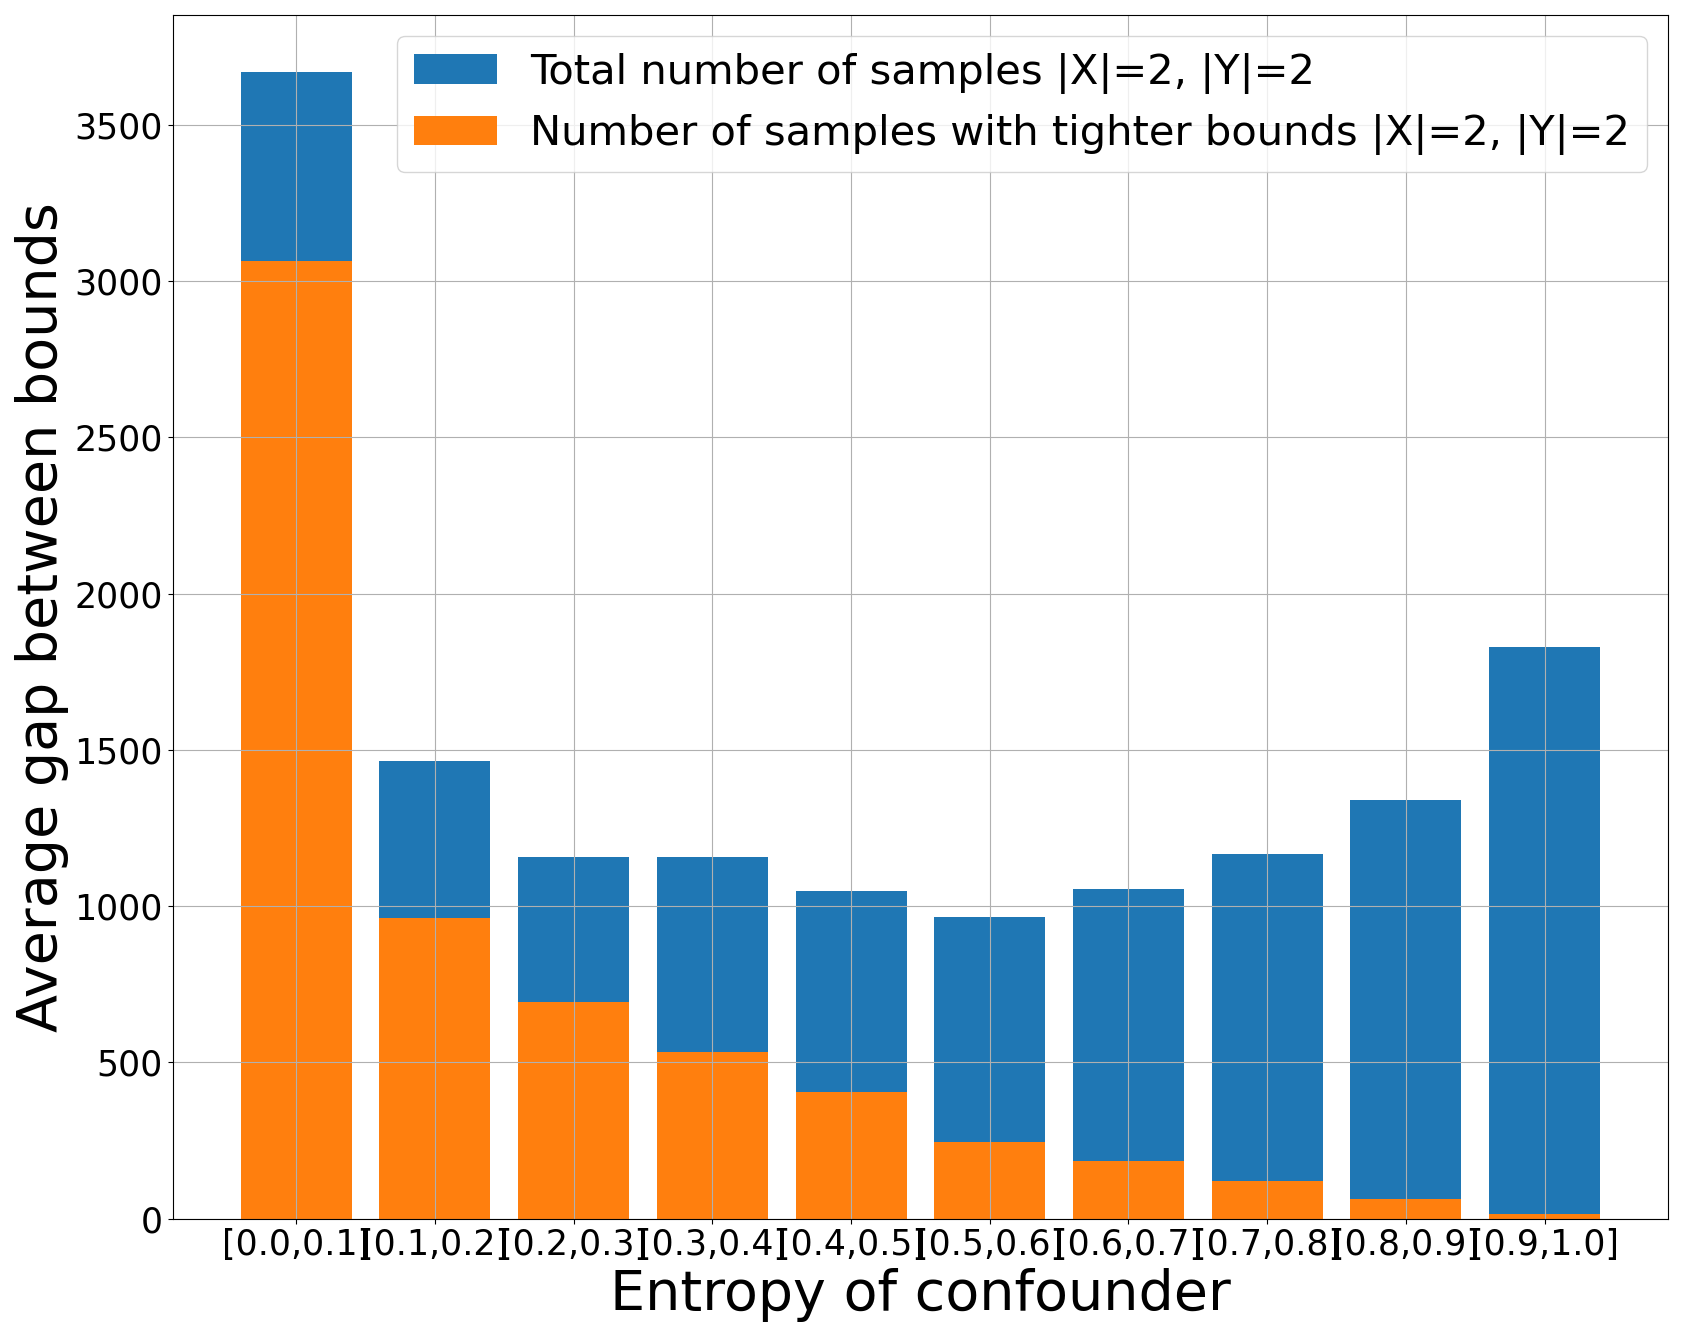 Total number of samples |X|=2, |Y|=2
Number of samples with tighter bounds |X|=2, |Y|=2
Average gap between bounds
3500
3000
2500
2000
1500
1000
500
0
[0.0,0.1] [0.1,0.2] [0.2,0.3] [0.3,0.4] [0.4,0.5] [0.5,0.6] [0.6,0.7] [0.7,0.8] [0.8,0.9] [0.9,1.0]
Entropy of confounder